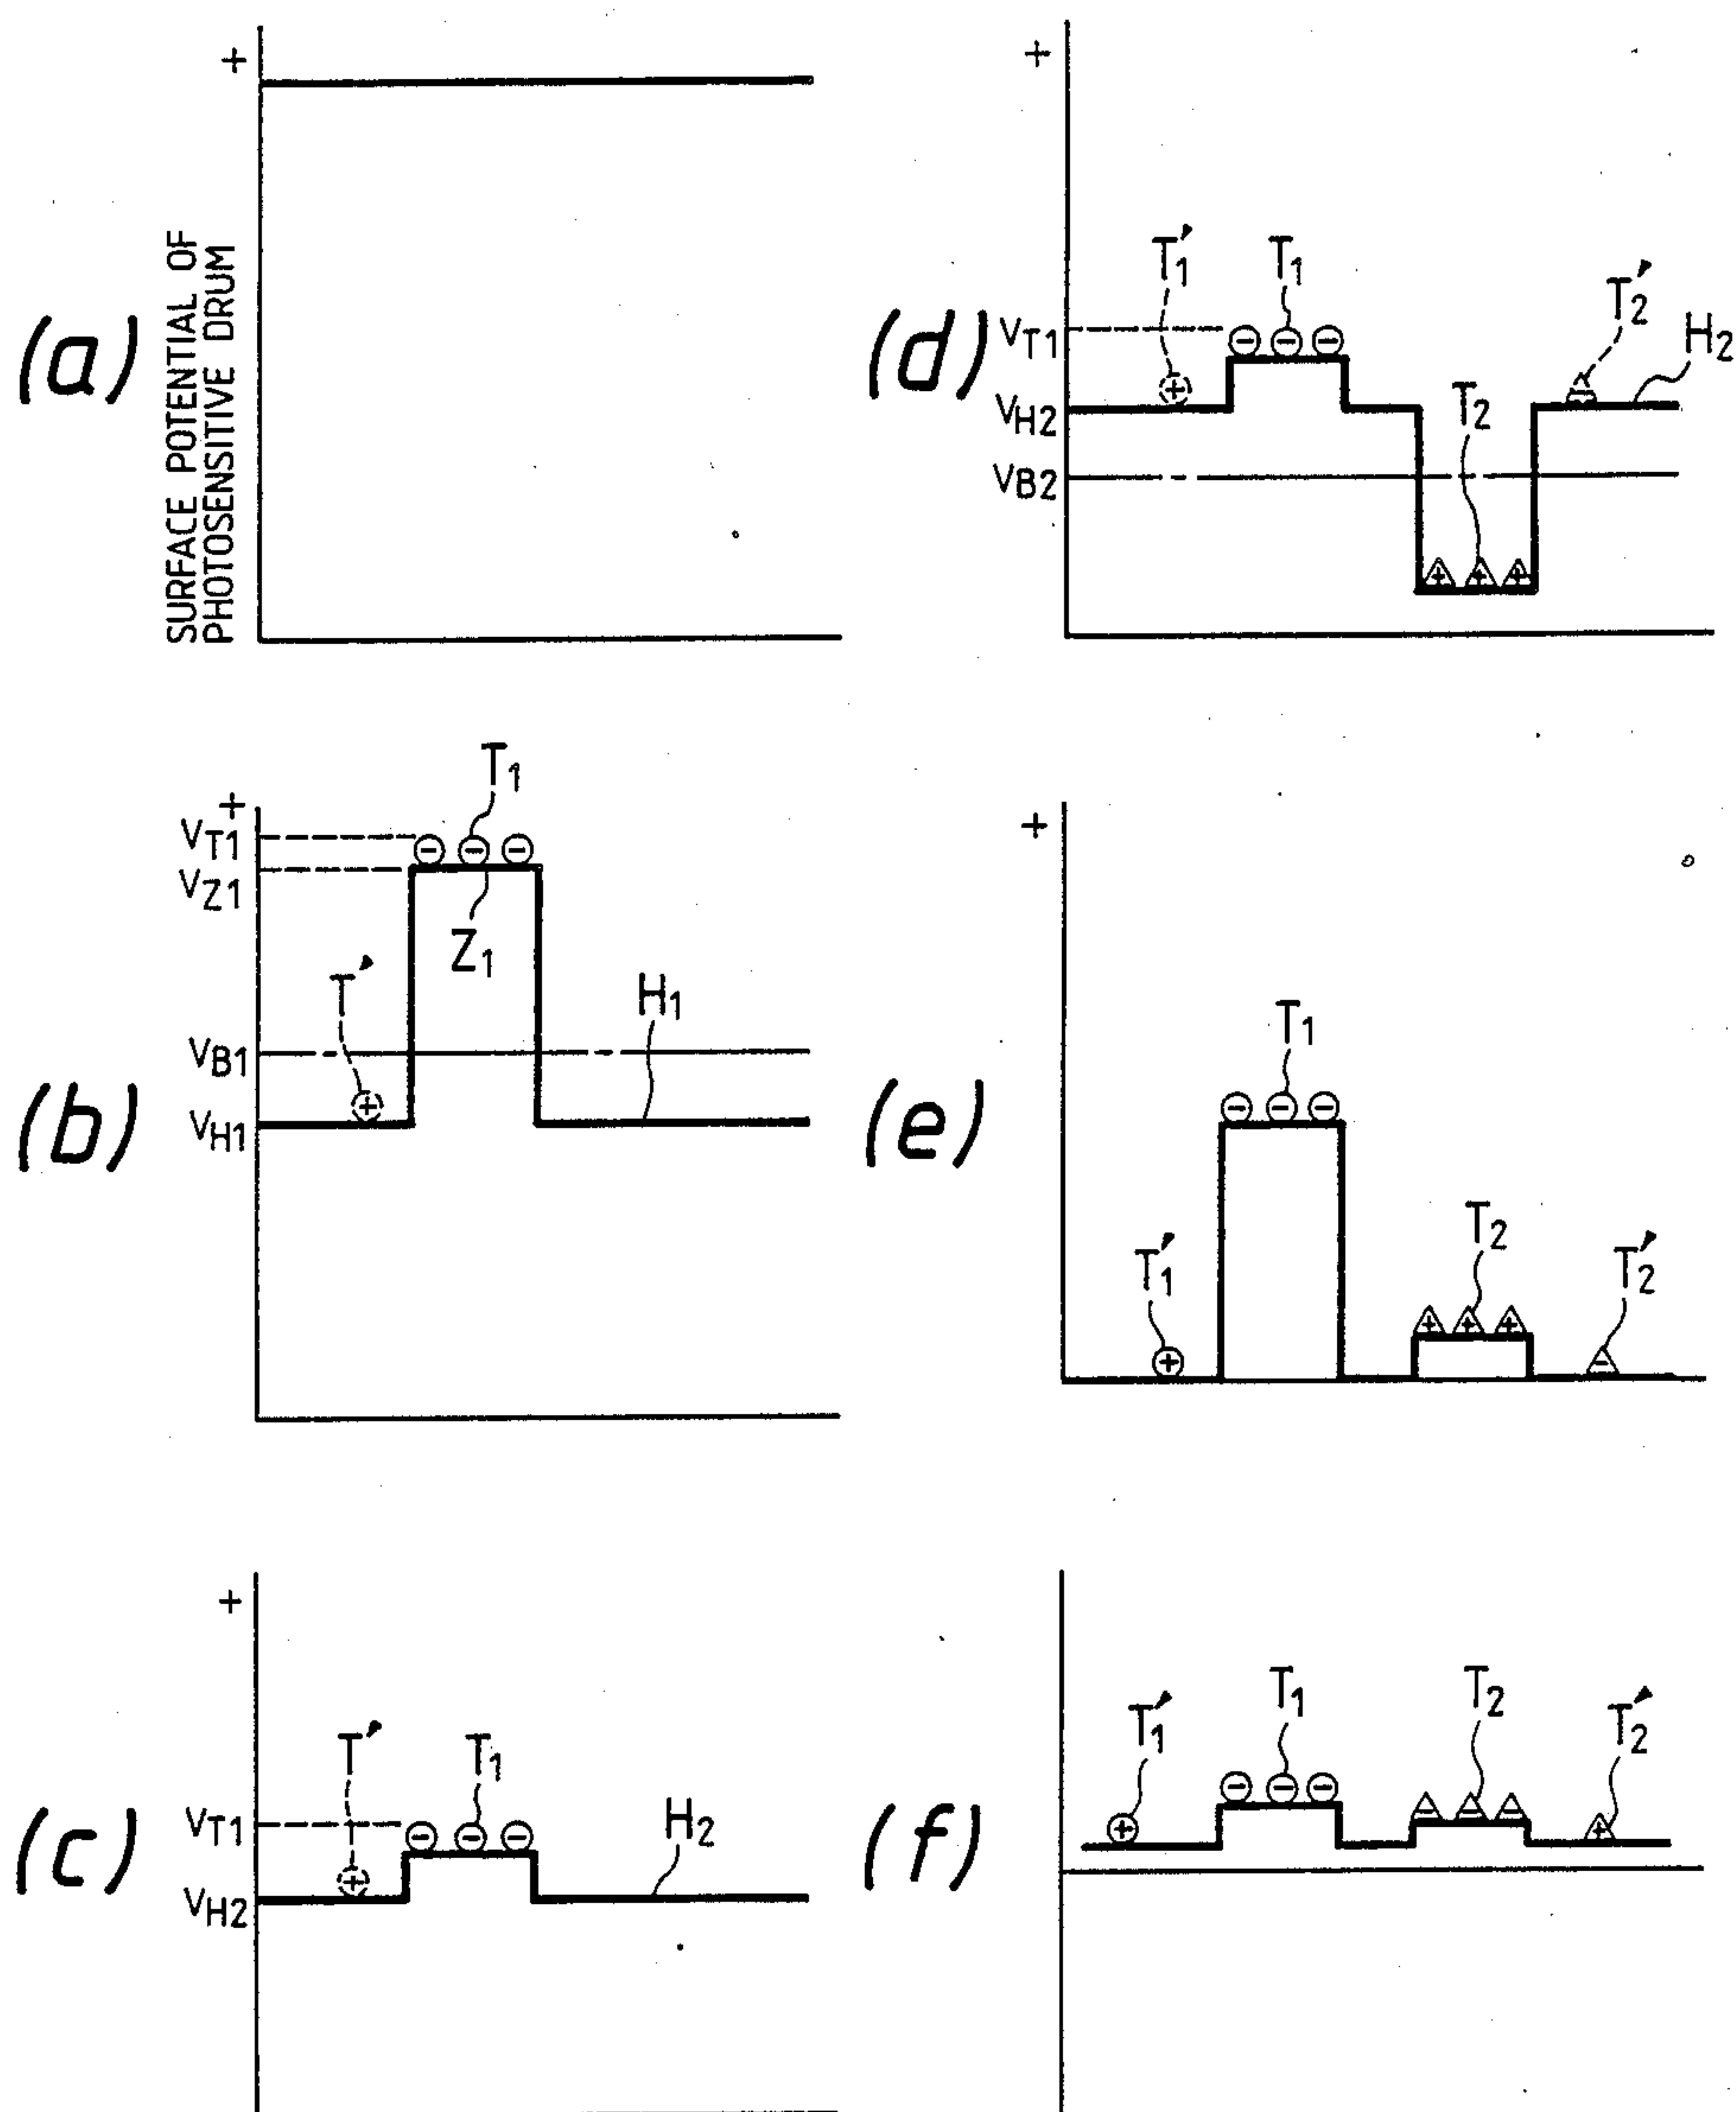 (a)
+
SURFACE POTENTIAL OF
PHOTOSENSITIVE DRUM
(b)
+
T1
VT1
VZ1
Z1
T'
H1
VB1
VH1
- - -
+
(c)
+
T'
T1
H2
VT1
VH2
- - -
+
(d)
+
T1'
T1
T2'
H2
VT1
VH2
T2
VB2
- - -
+
+ + +
(e)
+
T1
T1'
T2
T2'
- - -
+
+ + +
-
(f)
T1'
T1
T2
T2'
+
- - -
- - -
+